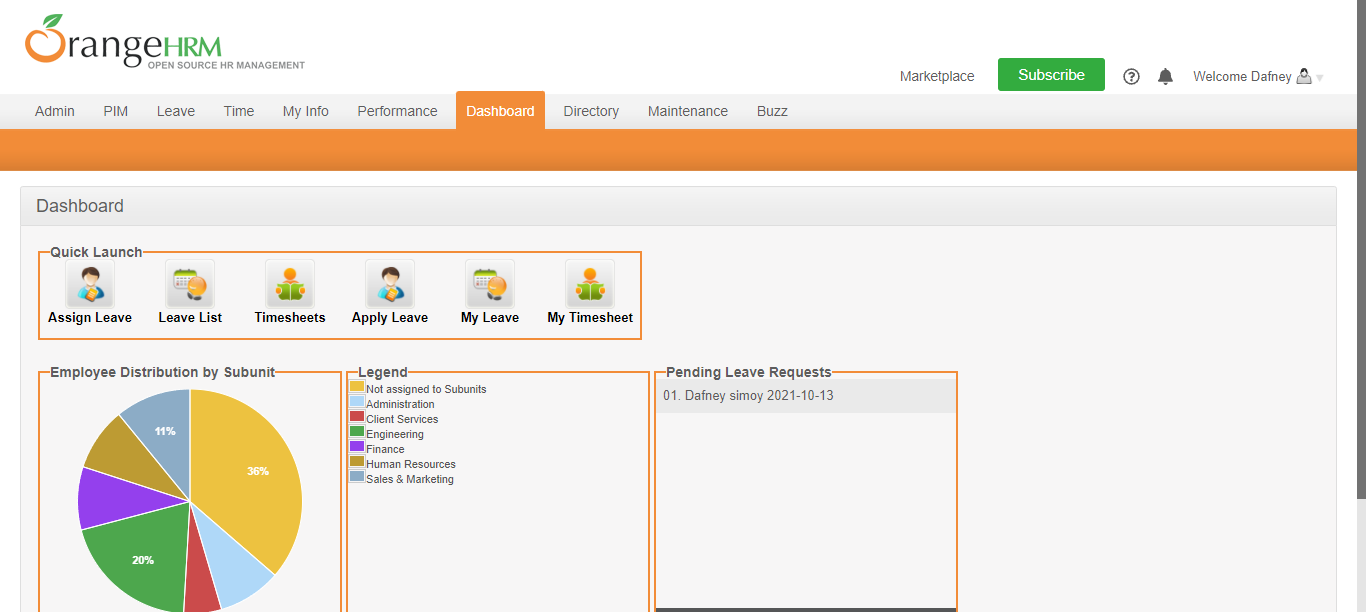 OrangeHRM
OPEN SOURCE HR MANAGEMENT
Marketplace Subscribe Welcome Dafney
Admin PIM Leave Time My Info Performance Dashboard Directory Maintenance Buzz
Dashboard
Quick Launch
Assign Leave Leave List Timesheets Apply Leave My Leave My Timesheet
Employee Distribution by Subunit
11%
36%
20%
Legend
Not assigned to Subunits
Administration
Client Services
Engineering
Finance
Human Resources
Sales & Marketing
Pending Leave Requests
01. Dafney simoy 2021-10-13